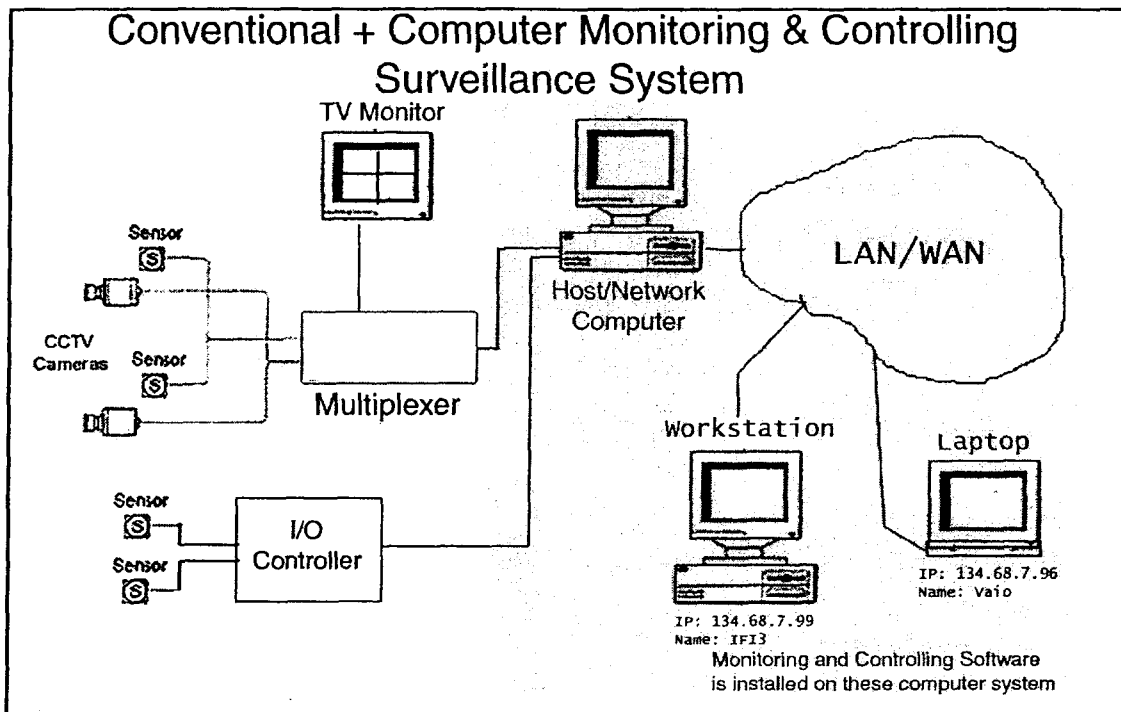 Conventional + Computer Monitoring & Controlling
Surveillance System
TV Monitor
Sensor
S
LAN/WAN
Host/Network
Computer
CCTV
Cameras
Sensor
S
Multiplexer
Workstation
Laptop
Sensor
S
I/O
Controller
Sensor
S
IP: 134.68.7.96
Name: Vaio
IP: 134.68.7.99
Name: IFI3
Monitoring and Controlling Software
is installed on these computer system